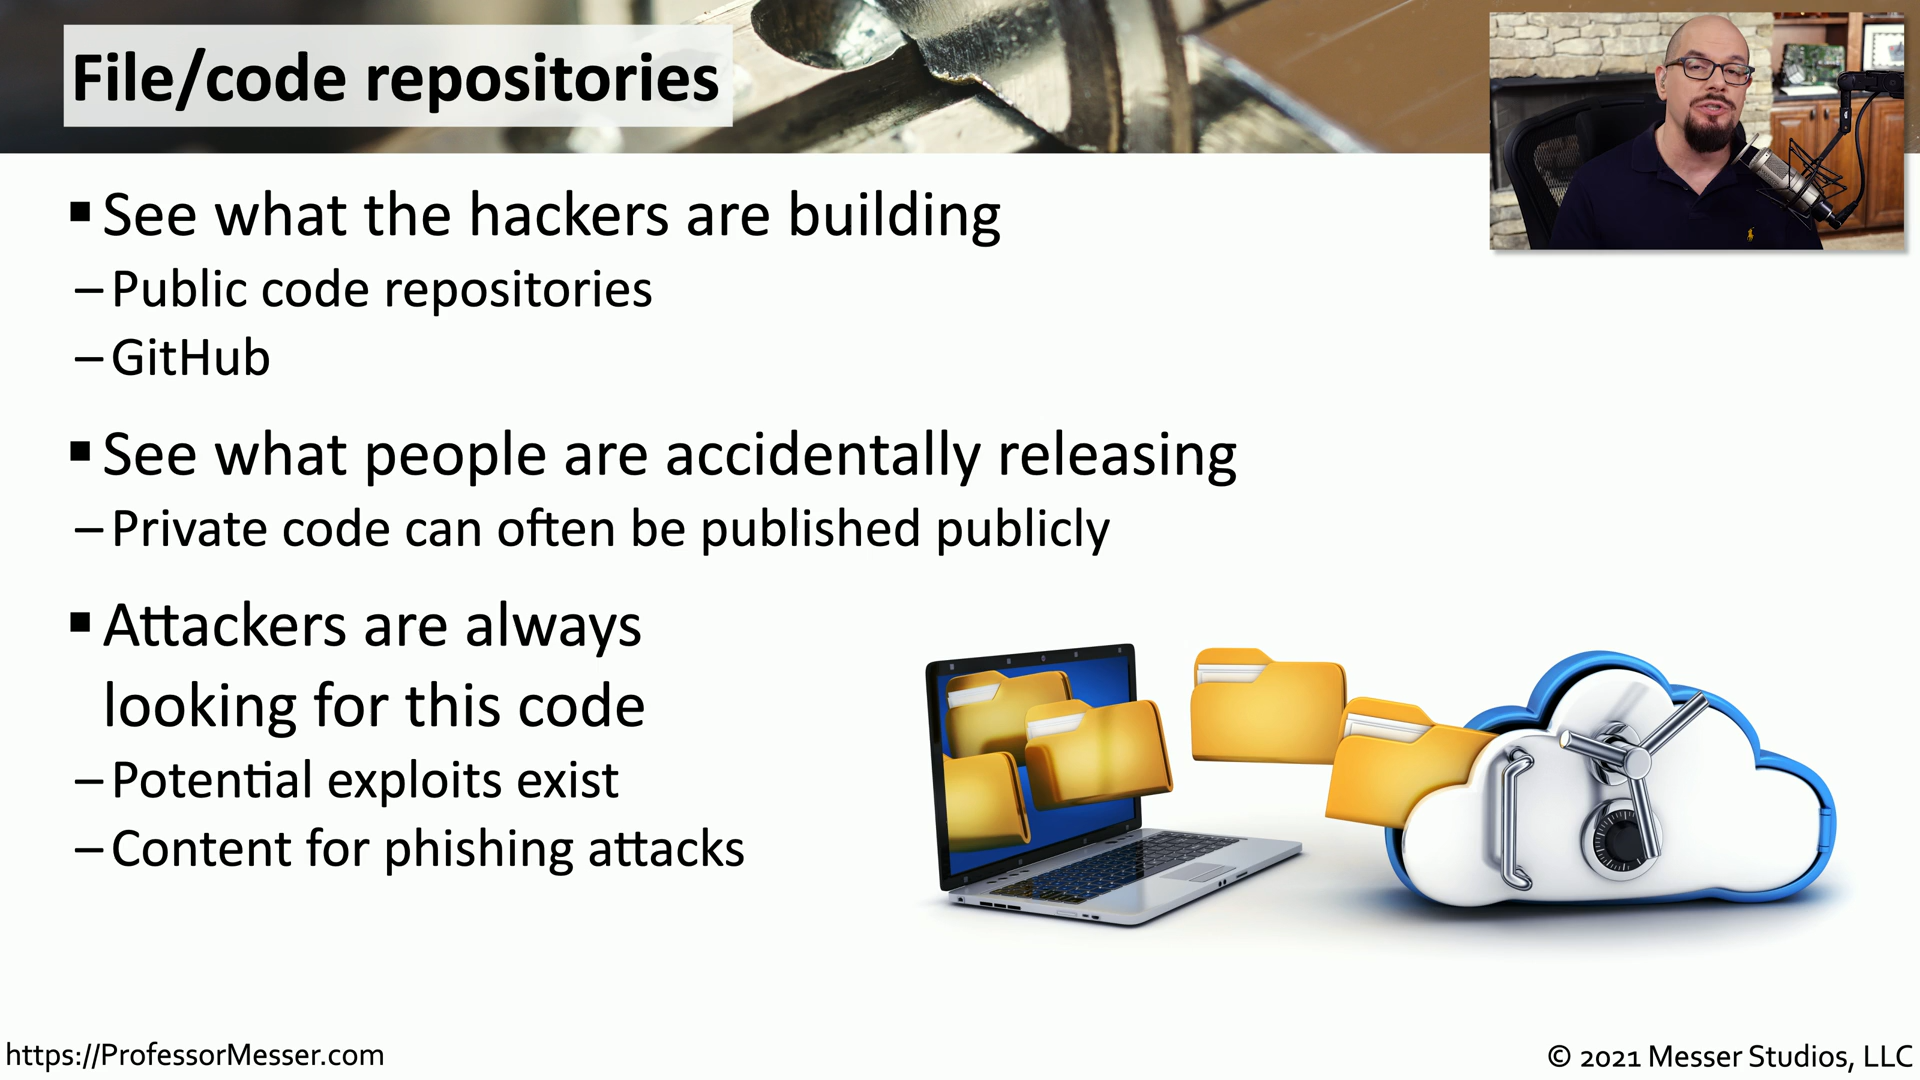 File/code repositories
▪ See what the hackers are building
– Public code repositories
– GitHub
▪ See what people are accidentally releasing
– Private code can often be published publicly
▪ Attackers are always
looking for this code
– Potential exploits exist
– Content for phishing attacks
https://ProfessorMesser.com
© 2021 Messer Studios, LLC